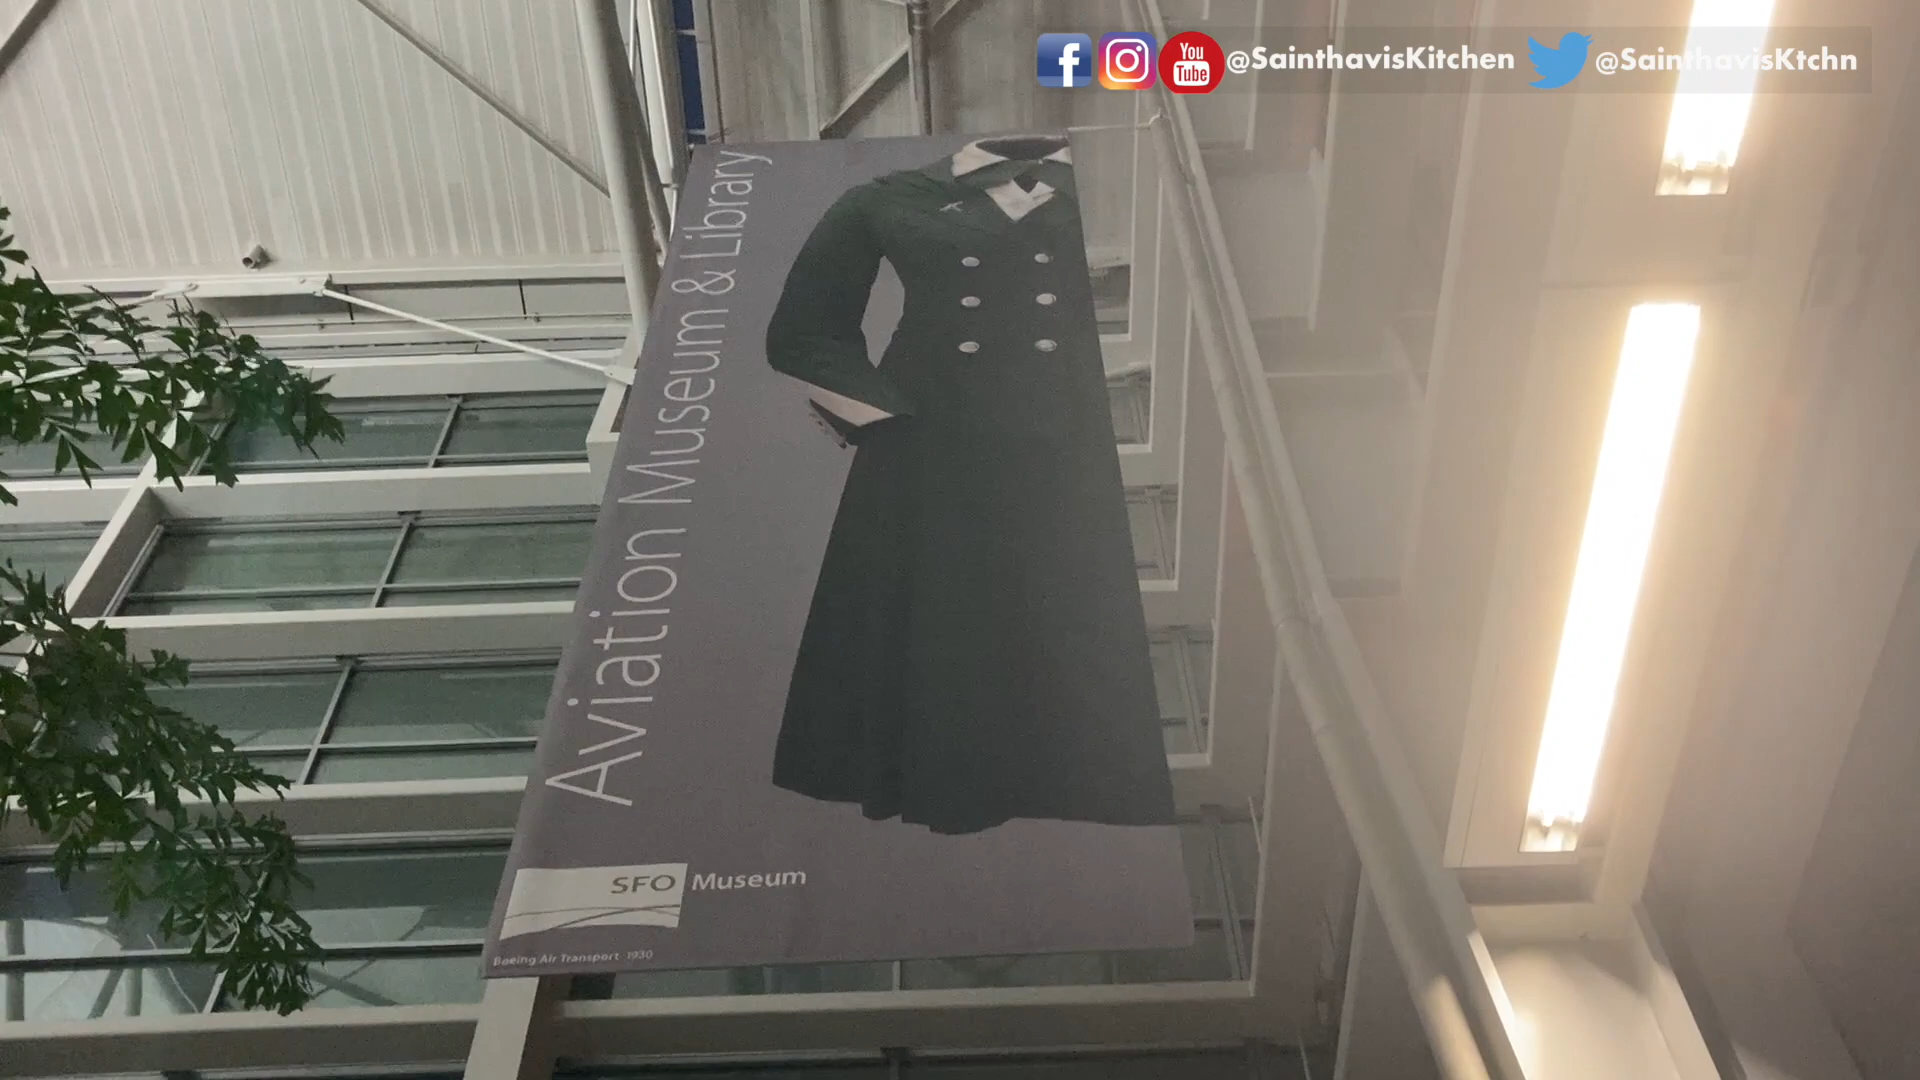 @SainthavisKitchen @SainthavisKtchn
You
Tube
Aviation Museum & Library
SFO Museum
Boeing Air Transport 1930